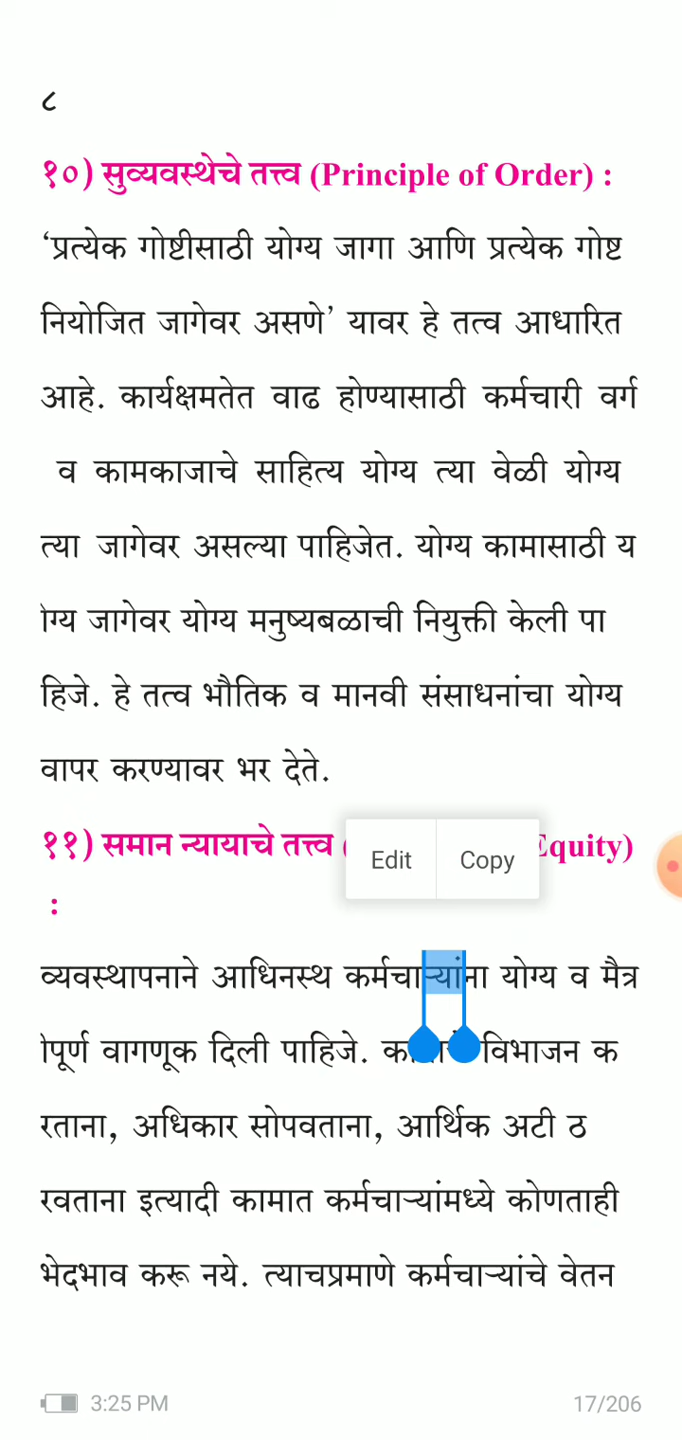 ८
१०) सुव्यवस्थेचे तत्त्व (Principle of Order) :
‘प्रत्येक गोष्टीसाठी योग्य जागा आणि प्रत्येक गोष्ट
नियोजित जागेवर असणे’ यावर हे तत्व आधारित
आहे. कार्यक्षमतेत वाढ होण्यासाठी कर्मचारी वर्ग
व कामकाजाचे साहित्य योग्य त्या वेळी योग्य
त्या जागेवर असल्या पाहिजेत. योग्य कामासाठी य
ोग्य जागेवर योग्य मनुष्यबळाची नियुक्ती केली पा
हिजे. हे तत्व भौतिक व मानवी संसाधनांचा योग्य
वापर करण्यावर भर देते.
११) समान न्यायाचे तत्त्व ( Equity)
Edit Copy
:
व्यवस्थापनाने आधिनस्थ कर्मचाऱ्यांना योग्य व मैत्र
ीपूर्ण वागणूक दिली पाहिजे. विभाजन क
रताना, अधिकार सोपवताना, आर्थिक अटी ठ
रवताना इत्यादी कामात कर्मचाऱ्यांमध्ये कोणताही
भेदभाव करू नये. त्याचप्रमाणे कर्मचाऱ्यांचे वेतन
3:25 PM 17/206